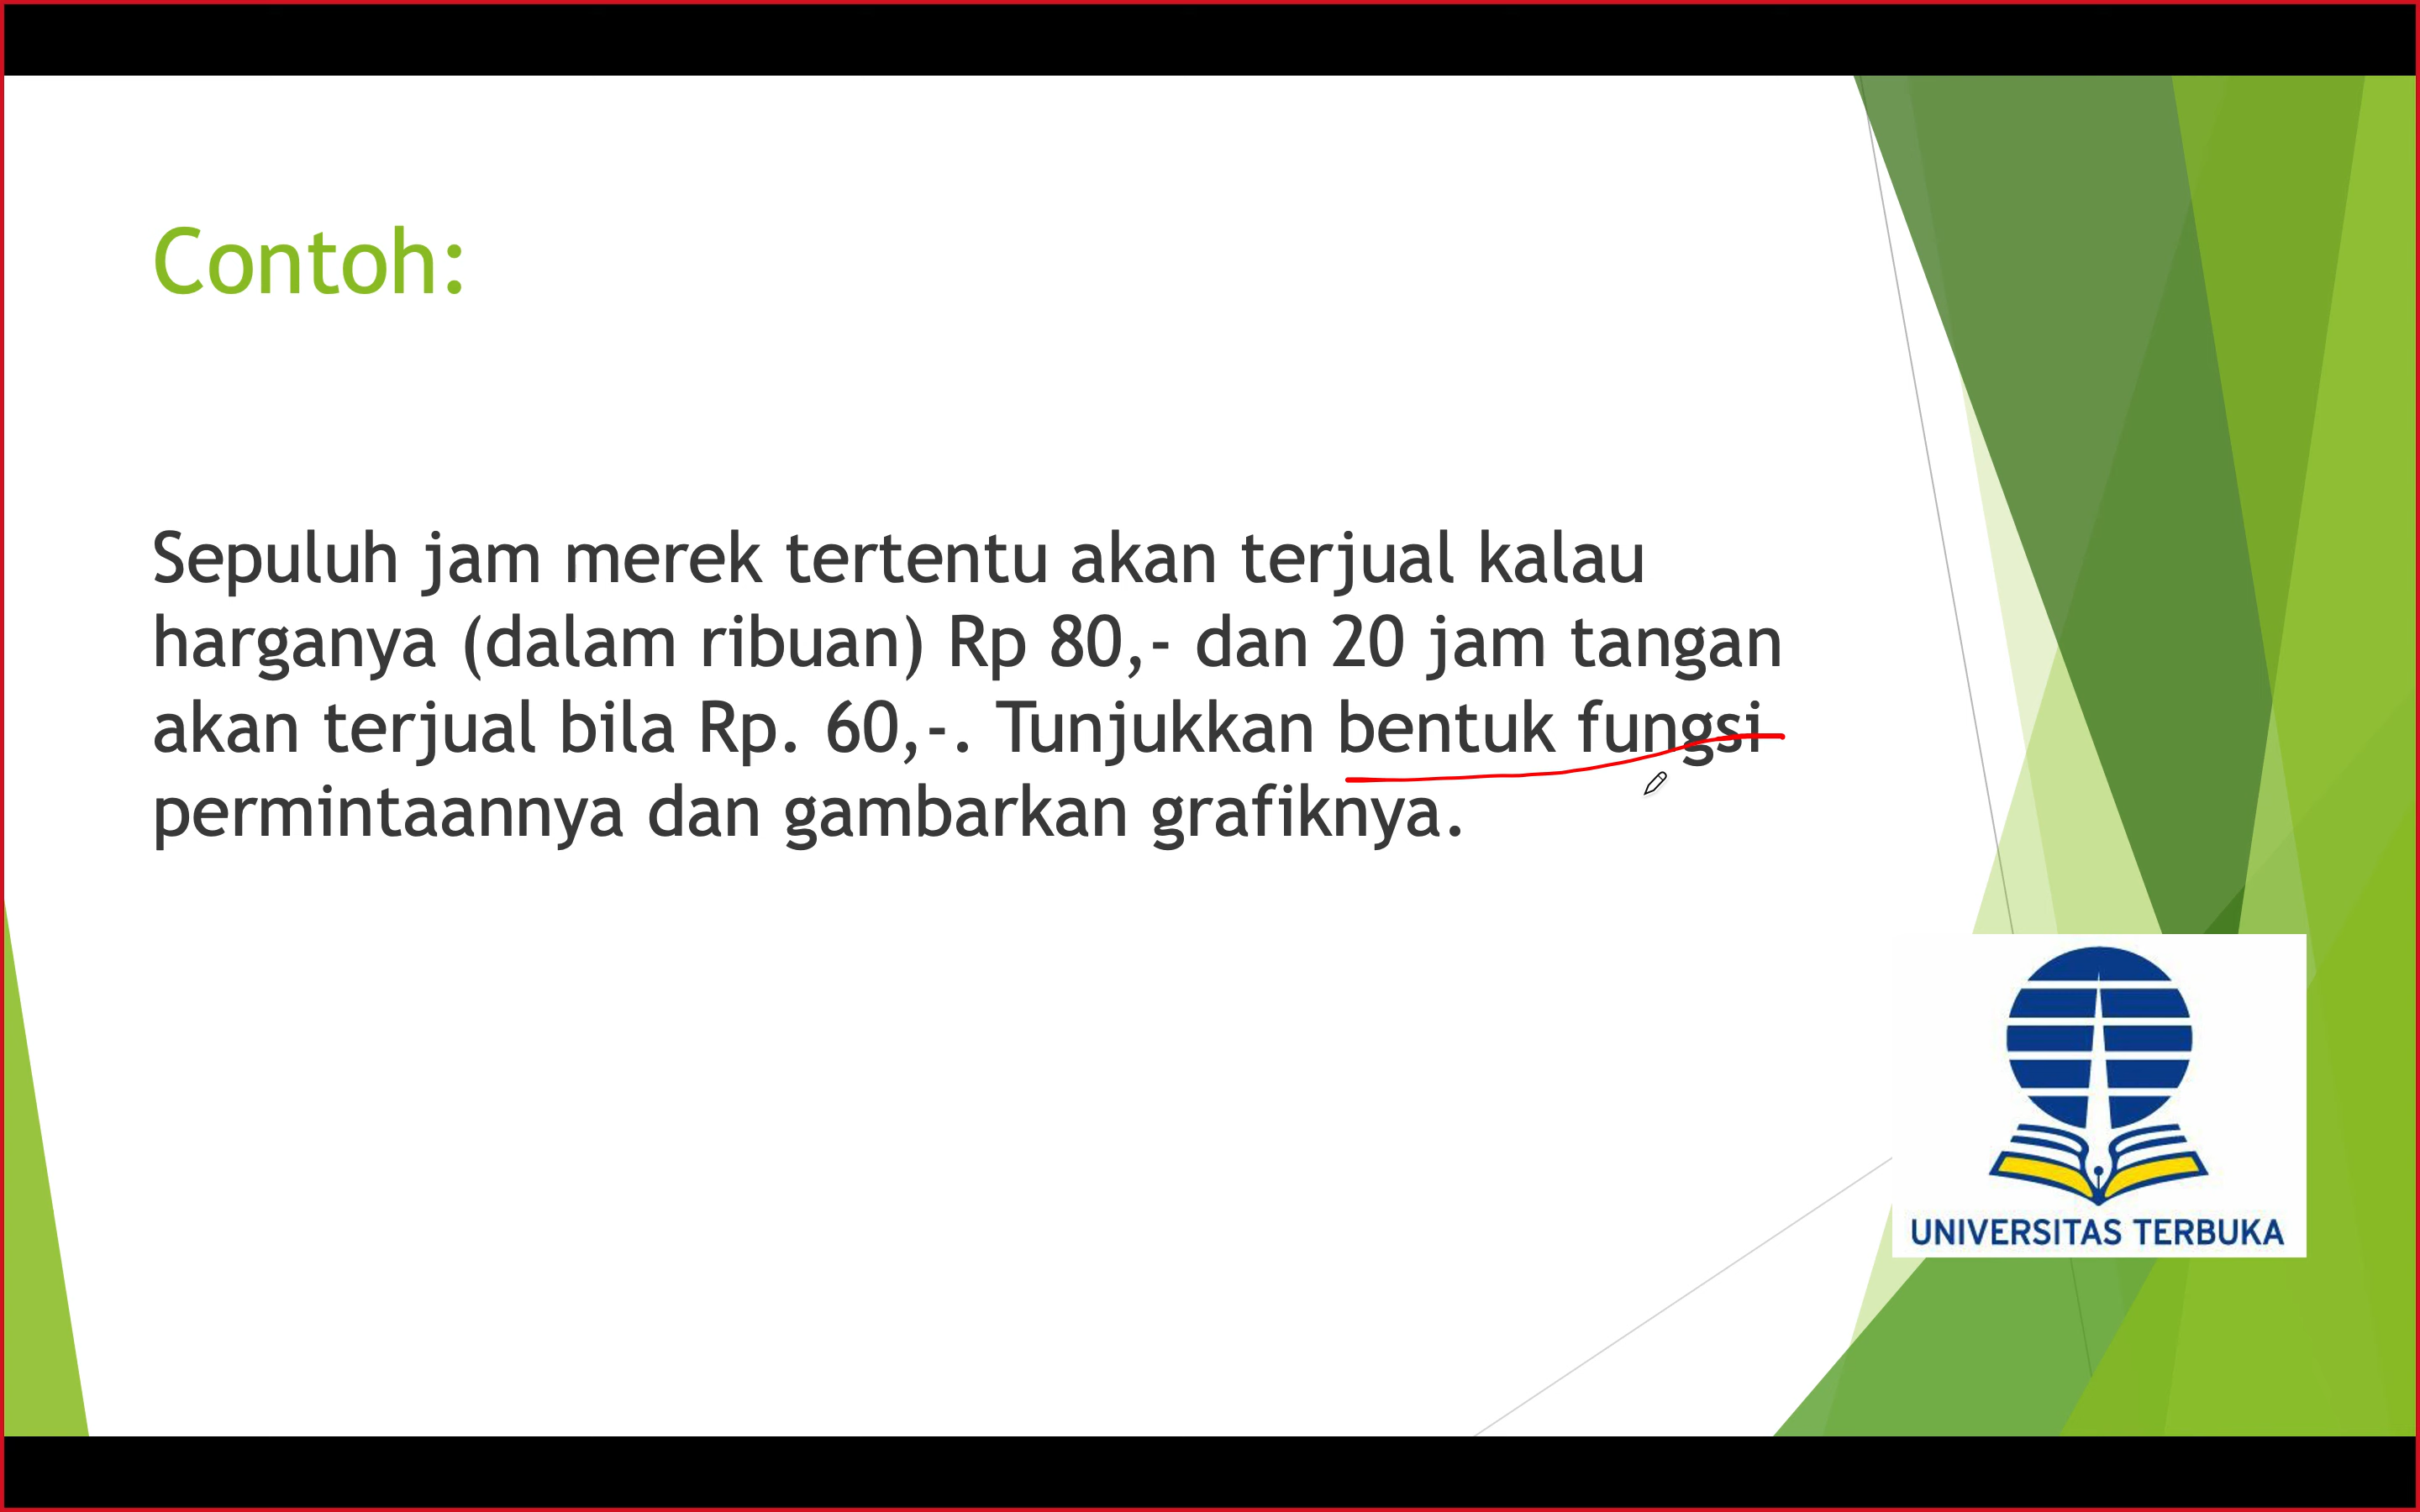 Contoh:
Sepuluh jam merek tertentu akan terjual kalau
harganya (dalam ribuan) Rp 80,- dan 20 jam tangan
akan terjual bila Rp. 60,-. Tunjukkan bentuk fungsi
permintaannya dan gambarkan grafiknya.
UNIVERSITAS TERBUKA